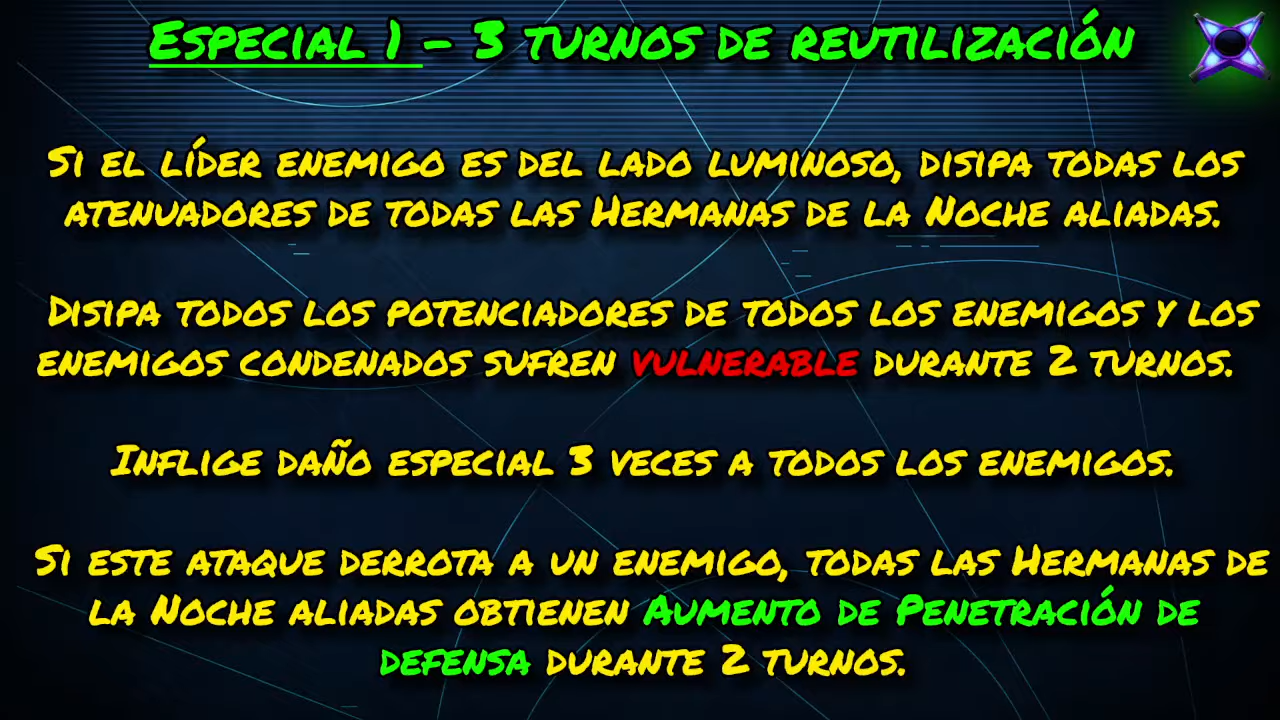 Especial 1 - 3 turnos de reutilización
Si el líder enemigo es del lado luminoso, disipa todas los
atenuadores de todas las Hermanas de la Noche aliadas.
Disipa todos los potenciadores de todos los enemigos y los
enemigos condenados sufren vulnerable durante 2 turnos.
Inflige daño especial 3 veces a todos los enemigos.
Si este ataque derrota a un enemigo, todas las Hermanas de
la Noche aliadas obtienen Aumento de Penetración de
defensa durante 2 turnos.